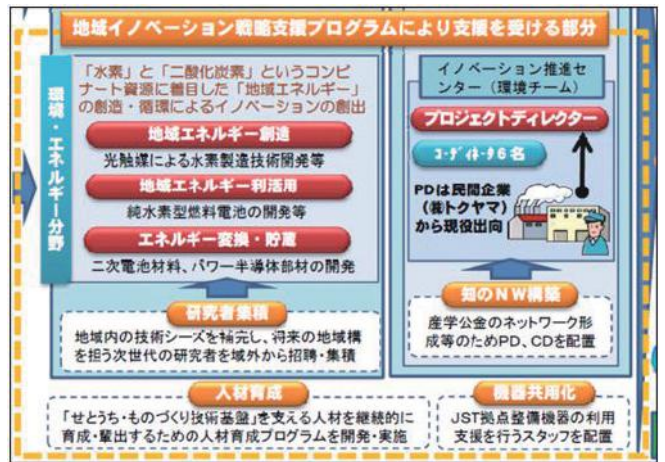 地域イノベーション戦略支援プログラムにより支援を受ける部分
環境・エネルギー分野
「水素」と「二酸化炭素」というコンビ
ナート資源に着目した「地域エネルギー」
の創造・循環によるイノベーションの創出
地域エネルギー創造
光触媒による水素製造技術開発等
地域エネルギー利活用
純水素型燃料電池の開発等
エネルギー変換・貯蔵
二次電池材料、パワー半導体部材の開発
研究者集積
地域内の技術シーズを補完し、将来の地域構
を担う次世代の研究者を域外から招聘・集積
イノベーション推進セ
ンター（環境チーム）
プロジェクトディレクター
コーディネータ6名
PDは民間企業
（㈱トクヤマ）
から現役出向
知のNW構築
産学公金のネットワーク形
成等のためPD、CDを配置
人材育成
「せとうち・ものづくり技術基盤」を支える人材を継続的に
育成・輩出するための人材育成プログラムを開発・実施
機器共用化
JST拠点整備機器の利用
支援を行うスタッフを配置